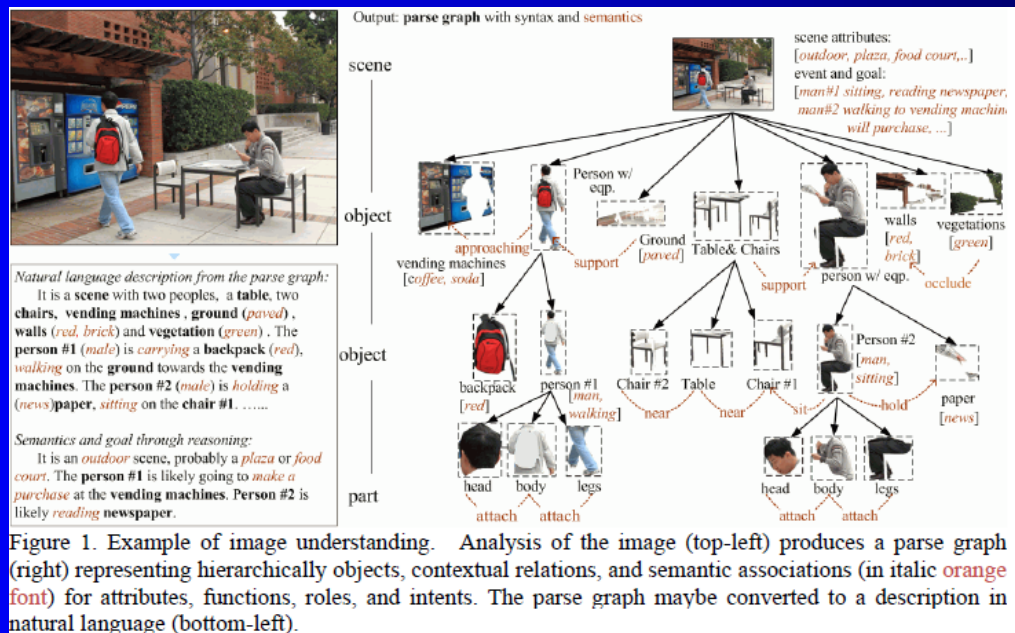 Output: parse graph with syntax and semantics
scene
scene attributes:
[outdoor, plaza, food court,..]
event and goal:
[man#1 sitting, reading newspaper,
man#2 walking to vending machin
will purchase, ...]
object
Person w/
eqp.
approaching
vending machines
[coffee, soda]
support
Ground
[paved]
Table& Chairs
support
person w/ eqp.
walls
[red,
brick]
vegetations
[green]
occlude
Natural language description from the parse graph:
It is a scene with two peoples, a table, two
chairs, vending machines , ground (paved) ,
walls (red, brick) and vegetation (green) . The
person #1 (male) is carrying a backpack (red),
walking on the ground towards the vending
machines. The person #2 (male) is holding a
(news)paper, sitting on the chair #1. ......
Semantics and goal through reasoning:
It is an outdoor scene, probably a plaza or food
court. The person #1 is likely going to make a
purchase at the vending machines. Person #2 is
likely reading newspaper.
object
backpack
[red]
person #1
[man,
walking]
Chair #2
Table
Chair #1
near
near
sit
hold
Person #2
[man,
sitting]
paper
[news]
part
head
body
legs
attach
attach
head
body
legs
attach
attach
Figure 1. Example of image understanding. Analysis of the image (top-left) produces a parse graph
(right) representing hierarchically objects, contextual relations, and semantic associations (in italic orange
font) for attributes, functions, roles, and intents. The parse graph maybe converted to a description in
natural language (bottom-left).